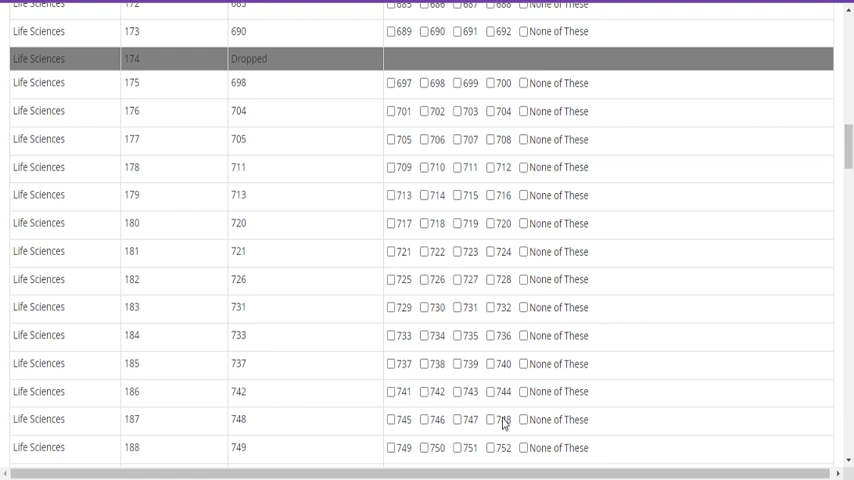 Life Sciences 172 685 685 686 687 688 None of These
Life Sciences 173 690 689 690 691 692 None of These
Life Sciences 174 Dropped
Life Sciences 175 698 697 698 699 700 None of These
Life Sciences 176 704 701 702 703 704 None of These
Life Sciences 177 705 705 706 707 708 None of These
Life Sciences 178 711 709 710 711 712 None of These
Life Sciences 179 713 713 714 715 716 None of These
Life Sciences 180 720 717 718 719 720 None of These
Life Sciences 181 721 721 722 723 724 None of These
Life Sciences 182 726 725 726 727 728 None of These
Life Sciences 183 731 729 730 731 732 None of These
Life Sciences 184 733 733 734 735 736 None of These
Life Sciences 185 737 737 738 739 740 None of These
Life Sciences 186 742 741 742 743 744 None of These
Life Sciences 187 748 745 746 747 748 None of These
Life Sciences 188 749 749 750 751 752 None of These